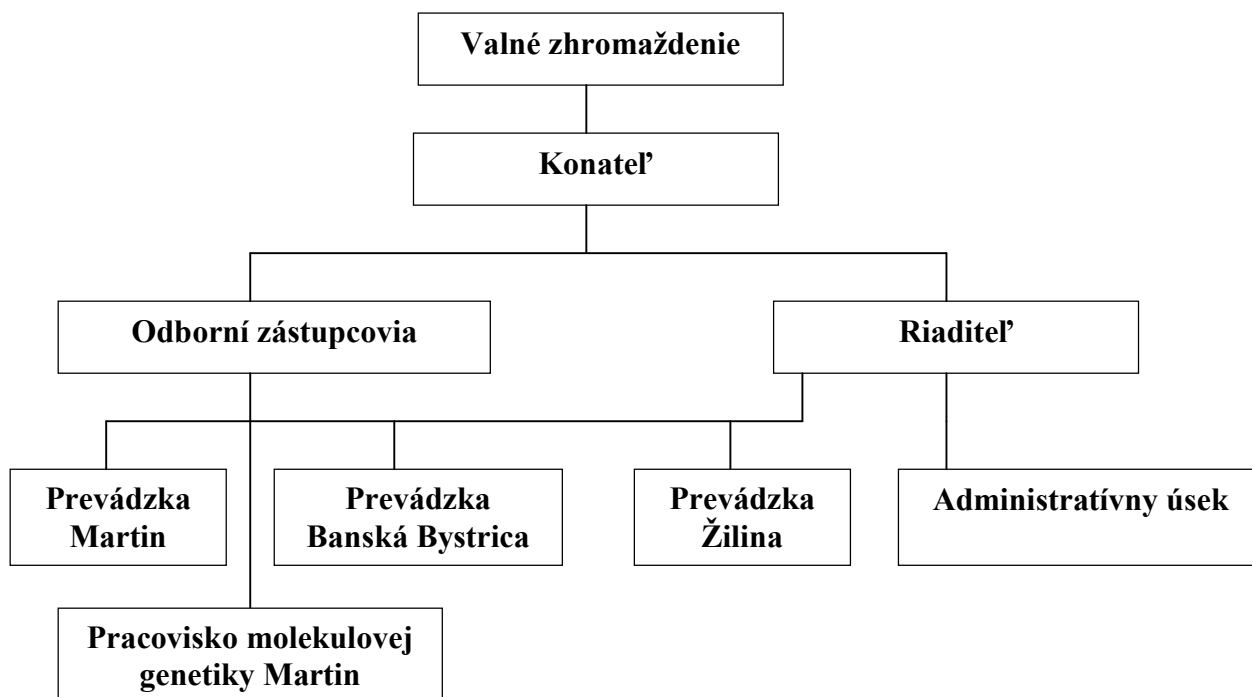 Valné zhromaždenie
Konateľ
Odborní zástupcovia
Riaditeľ
Prevádzka
Martin
Prevádzka
Banská Bystrica
Prevádzka
Žilina
Administratívny úsek
Pracovisko molekulovej
genetiky Martin